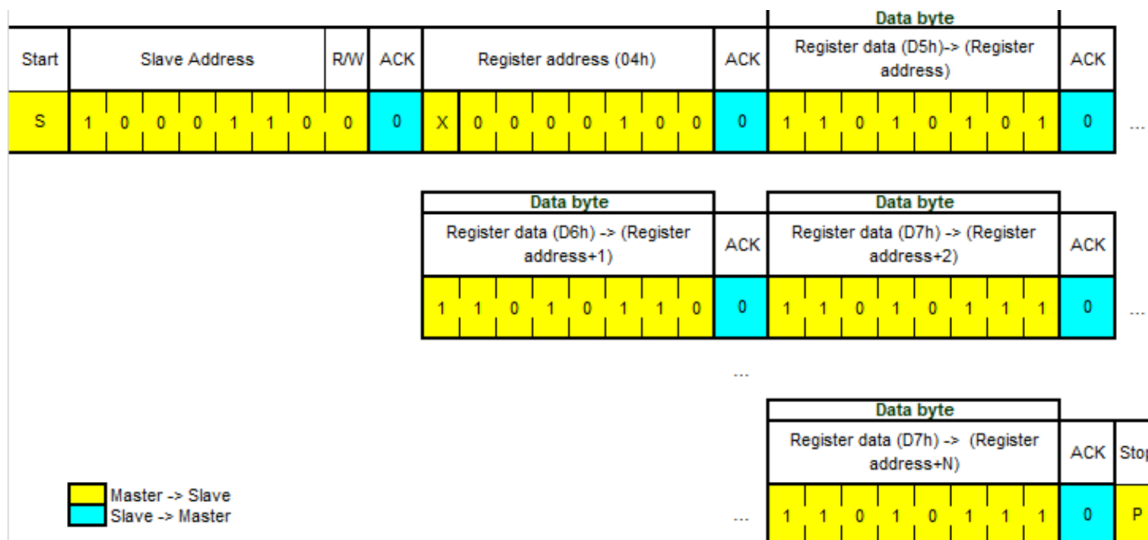 Data byte
Start Slave Address R/W ACK Register address (04h) ACK Register data (D5h)-> (Register address) ACK
S 1 0 0 0 1 1 0 0 0 X 0 0 0 0 1 0 0 0 1 1 0 1 0 1 0 1 0 ...
Data byte Data byte
Register data (D6h) -> (Register address+1) ACK Register data (D7h) -> (Register address+2) ACK
1 1 0 1 0 1 1 0 0 1 1 0 1 0 1 1 1 0 ...
...
Data byte
Register data (D7h) -> (Register address+N) ACK Stop
Master -> Slave
Slave -> Master
... 1 1 0 1 0 1 1 1 0 P